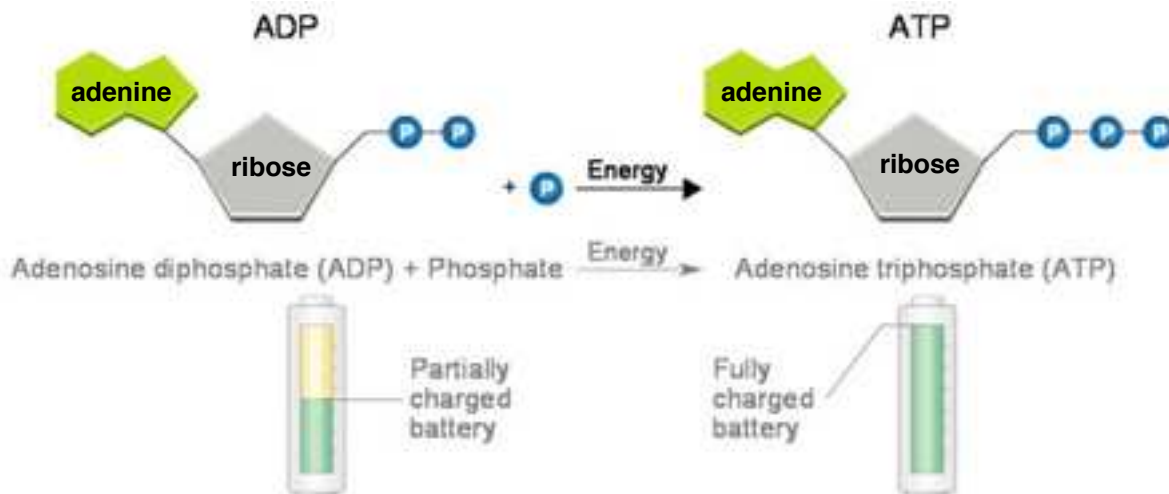 ADP
ATP
adenine
adenine
P P
P P P
ribose
ribose
+ P
Energy
Adenosine diphosphate (ADP) + Phosphate
Energy
Adenosine triphosphate (ATP)
Partially
charged
battery
Fully
charged
battery